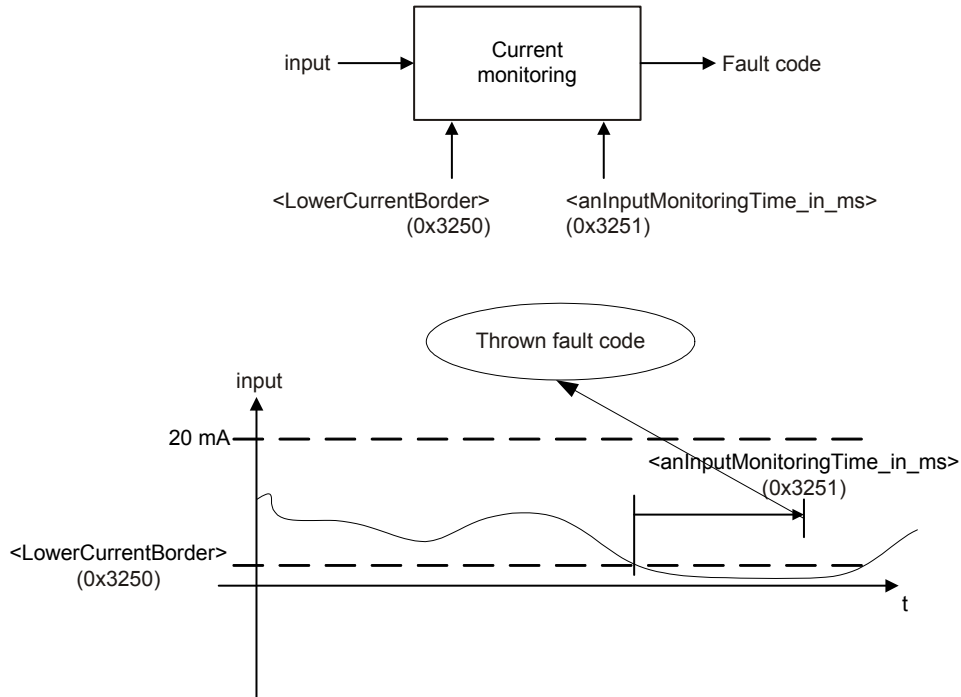 Current
monitoring
input
Fault code
<LowerCurrentBorder>
(0x3250)
<anInputMonitoringTime_in_ms>
(0x3251)
Thrown fault code
input
20 mA
<anInputMonitoringTime_in_ms>
(0x3251)
<LowerCurrentBorder>
(0x3250)
t